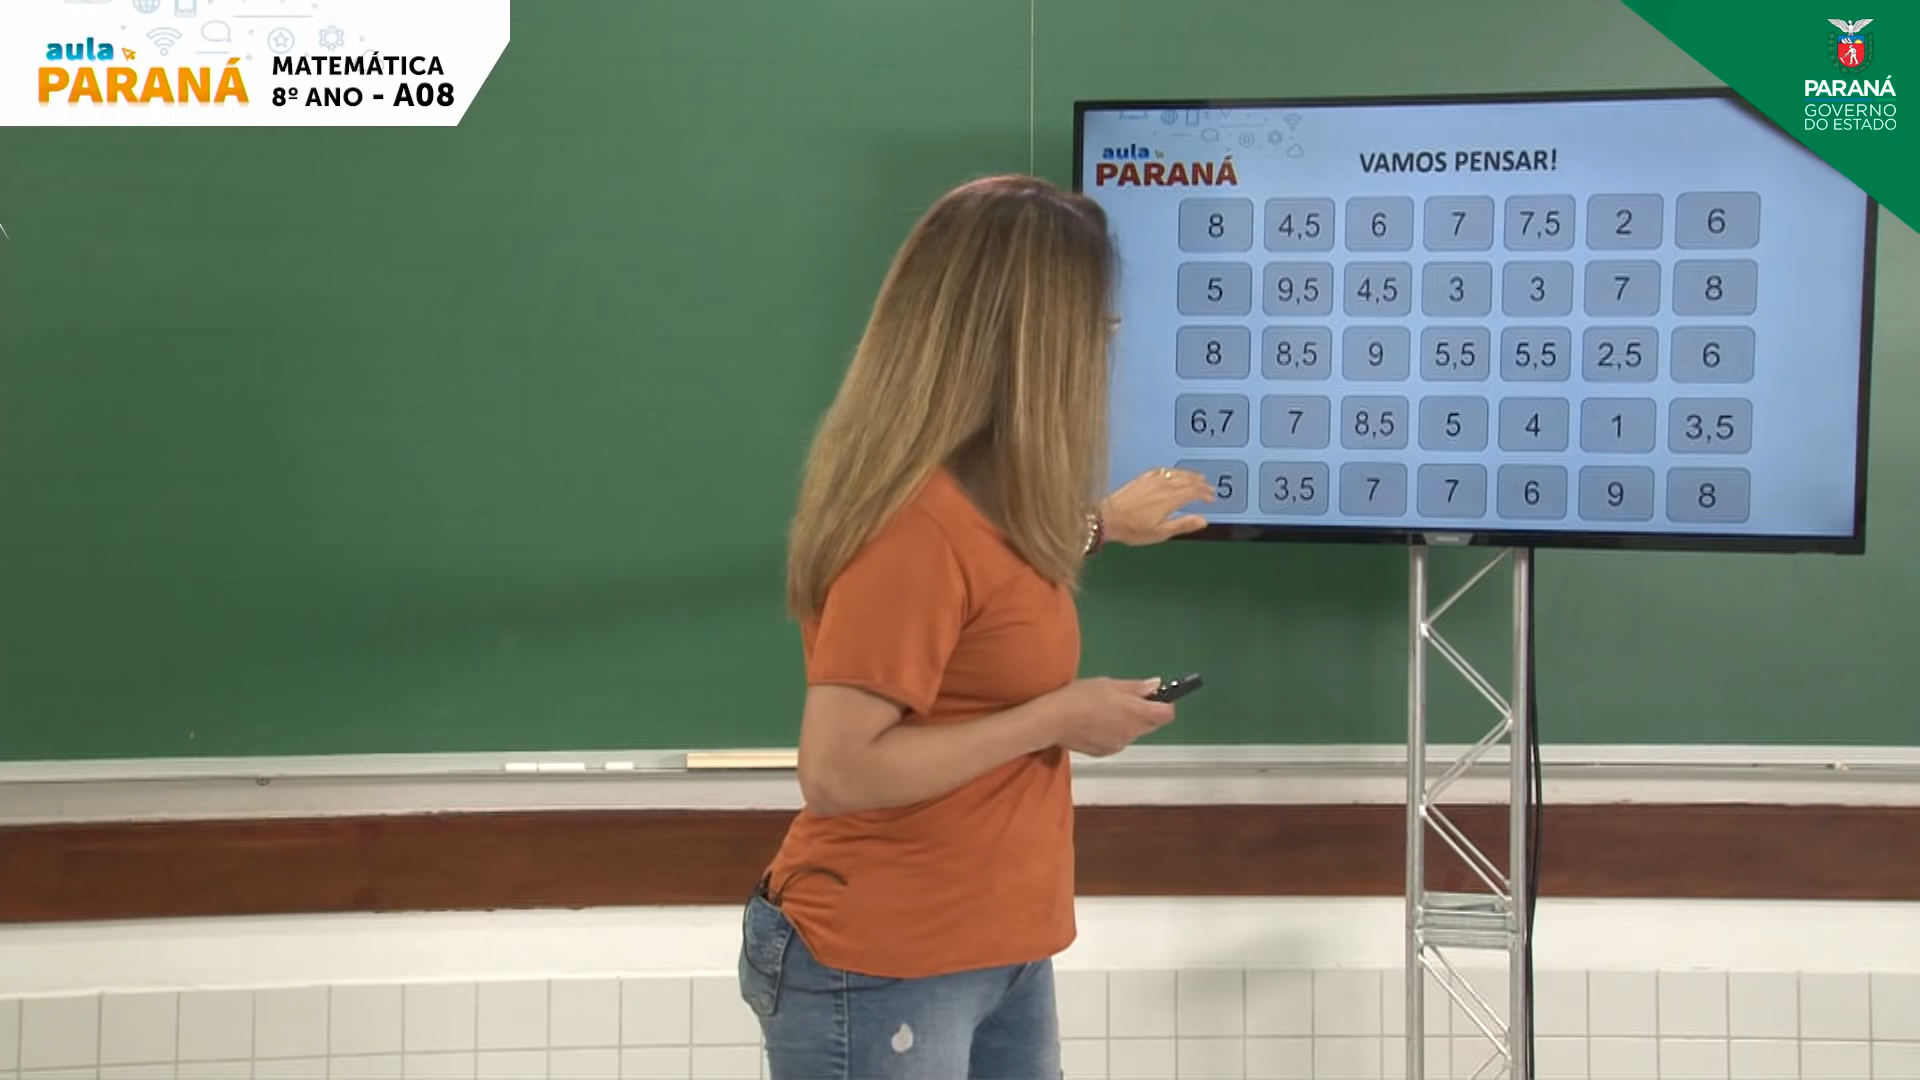 aula
PARANÁ
MATEMÁTICA
8º ANO - A08
PARANÁ
GOVERNO
DO ESTADO
aula
PARANÁ
VAMOS PENSAR!
8 4,5 6 7 7,5 2 6
5 9,5 4,5 3 3 7 8
8 8,5 9 5,5 5,5 2,5 6
6,7 7 8,5 5 4 1 3,5
5 3,5 7 7 6 9 8